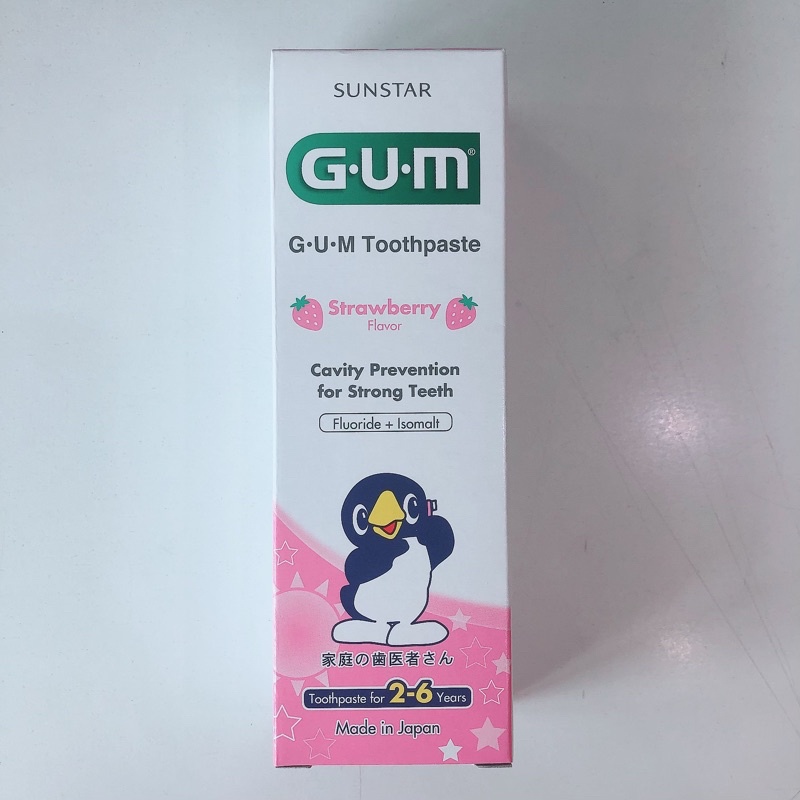 SUNSTAR
G·U·M®
G·U·M Toothpaste
Strawberry
Flavor
Cavity Prevention
for Strong Teeth
Fluoride + Isomalt
家庭の歯医者さん
Toothpaste for 2-6 Years
Made in Japan